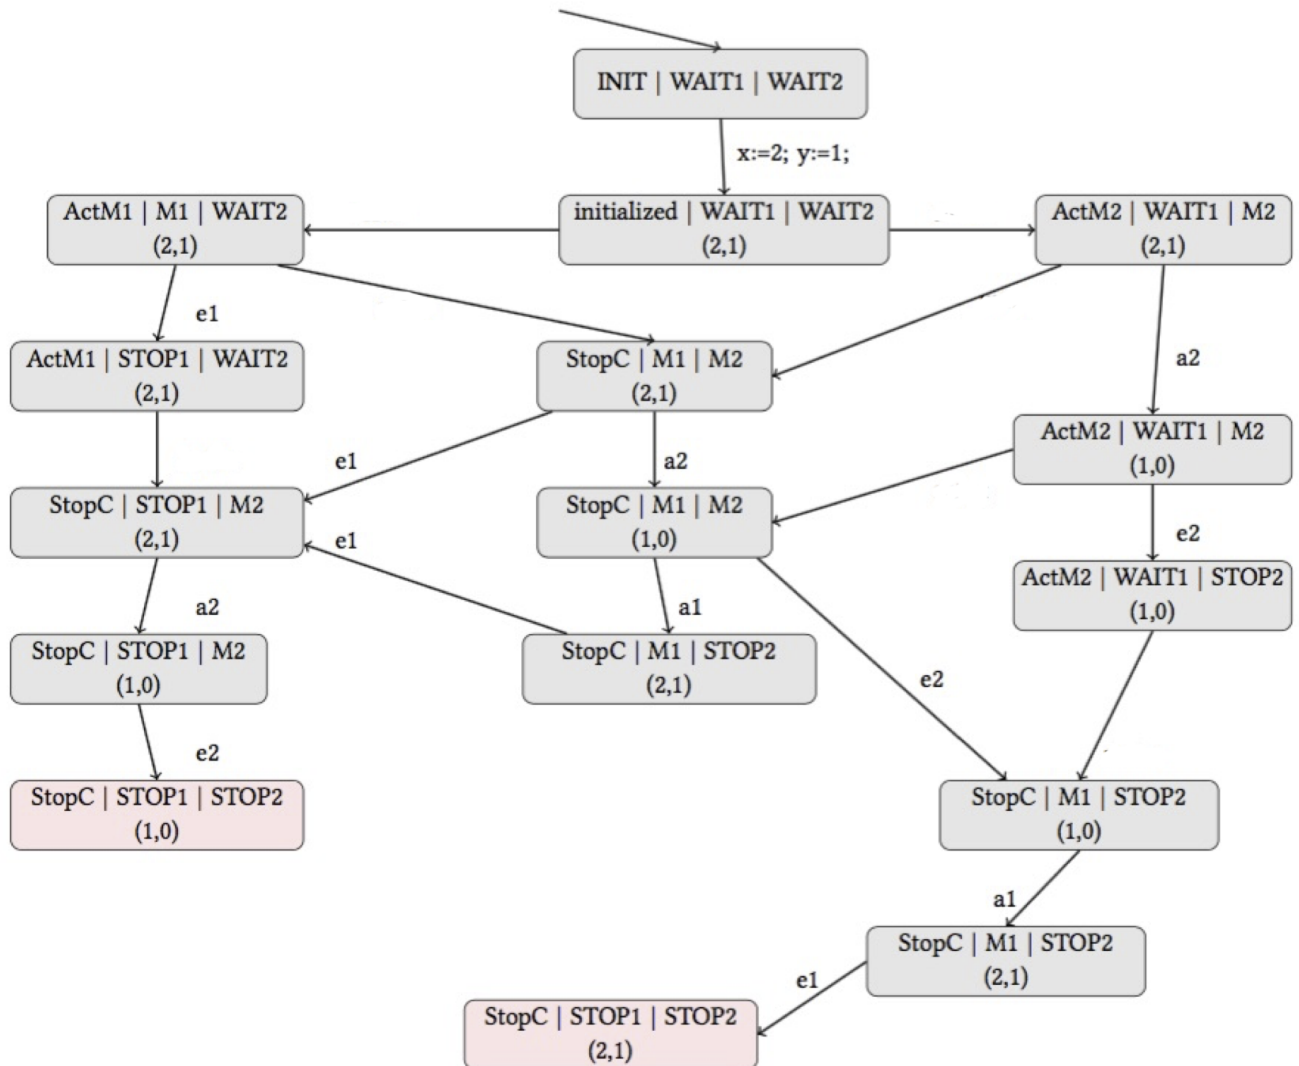 INIT | WAIT1 | WAIT2
x:=2; y:=1;
ActM1 | M1 | WAIT2
(2,1)
initialized | WAIT1 | WAIT2
(2,1)
ActM2 | WAIT1 | M2
(2,1)
e1
ActM1 | STOP1 | WAIT2
(2,1)
StopC | M1 | M2
(2,1)
a2
ActM2 | WAIT1 | M2
(1,0)
e1
a2
StopC | STOP1 | M2
(2,1)
StopC | M1 | M2
(1,0)
e1
e2
ActM2 | WAIT1 | STOP2
(1,0)
a2
a1
StopC | STOP1 | M2
(1,0)
StopC | M1 | STOP2
(2,1)
e2
e2
StopC | STOP1 | STOP2
(1,0)
StopC | M1 | STOP2
(1,0)
a1
StopC | M1 | STOP2
(2,1)
e1
StopC | STOP1 | STOP2
(2,1)